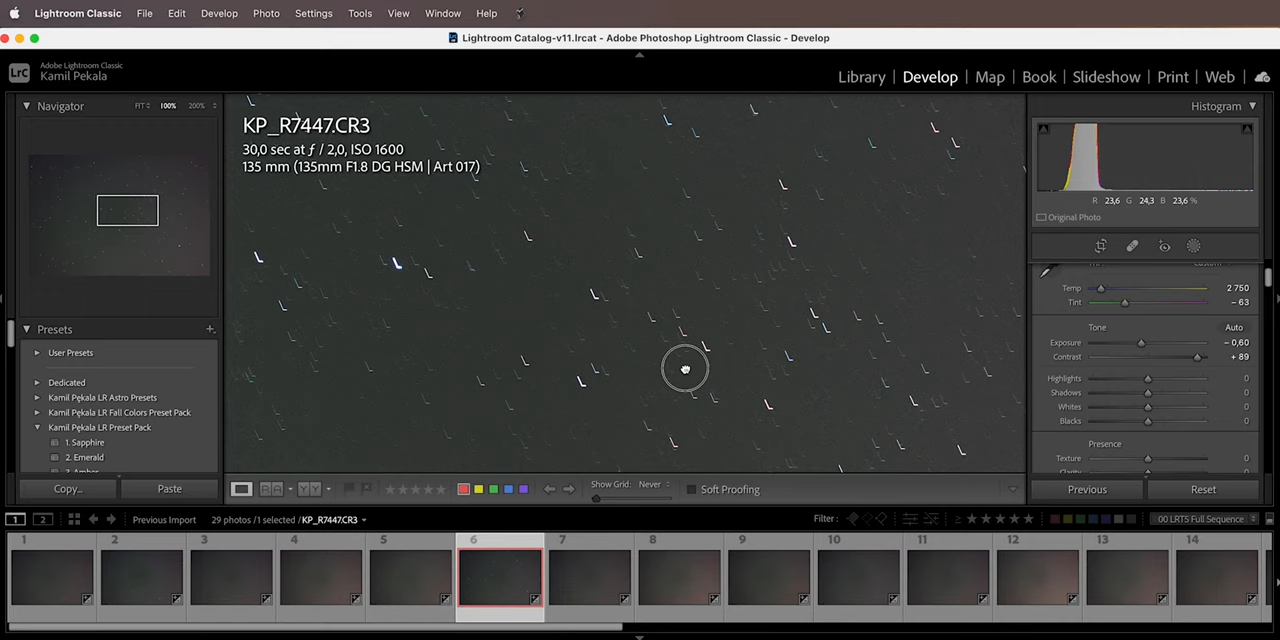 Lightroom Classic File Edit Develop Photo Settings Tools View Window Help
Lightroom Catalog-v11.lrcat - Adobe Photoshop Lightroom Classic - Develop
LrC
Adobe Lightroom Classic
Kamil Pekala
Library | Develop | Map | Book | Slideshow | Print | Web
Navigator FIT 100% 200%
Histogram
KP_R7447.CR3
30,0 sec at ƒ / 2,0, ISO 1600
135 mm (135mm F1.8 DG HSM | Art 017)
R 23,6 G 24,3 B 23,6 %
Original Photo
Temp 2 750
Tint - 63
Tone Auto
Exposure - 0,60
Contrast + 89
Highlights 0
Shadows 0
Whites 0
Blacks 0
Presence
Texture 0
Presets +
User Presets
Dedicated
Kamil Pękala LR Astro Presets
Kamil Pękala LR Fall Colors Preset Pack
Kamil Pękala LR Preset Pack
1. Sapphire
2. Emerald
3. Amber
Copy... Paste
R A Y Y
Show Grid: Never
Soft Proofing
Previous Reset
1 2 Previous Import 29 photos / 1 selected / KP_R7447.CR3
Filter : 00 LRTS Full Sequence
1 2 3 4 5 6 7 8 9 10 11 12 13 14